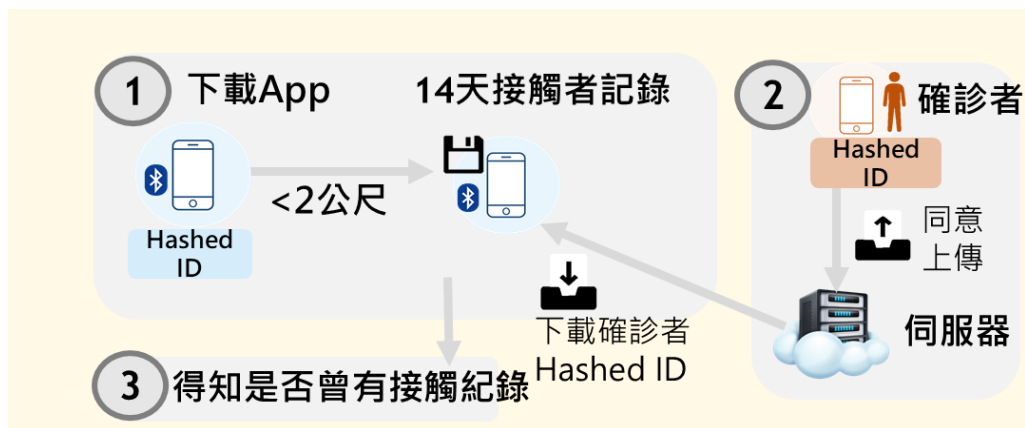 1
下載App
14天接觸者記錄
<2公尺
Hashed
ID
2
確診者
Hashed
ID
同意
上傳
伺服器
下載確診者
Hashed ID
3
得知是否曾有接觸紀錄